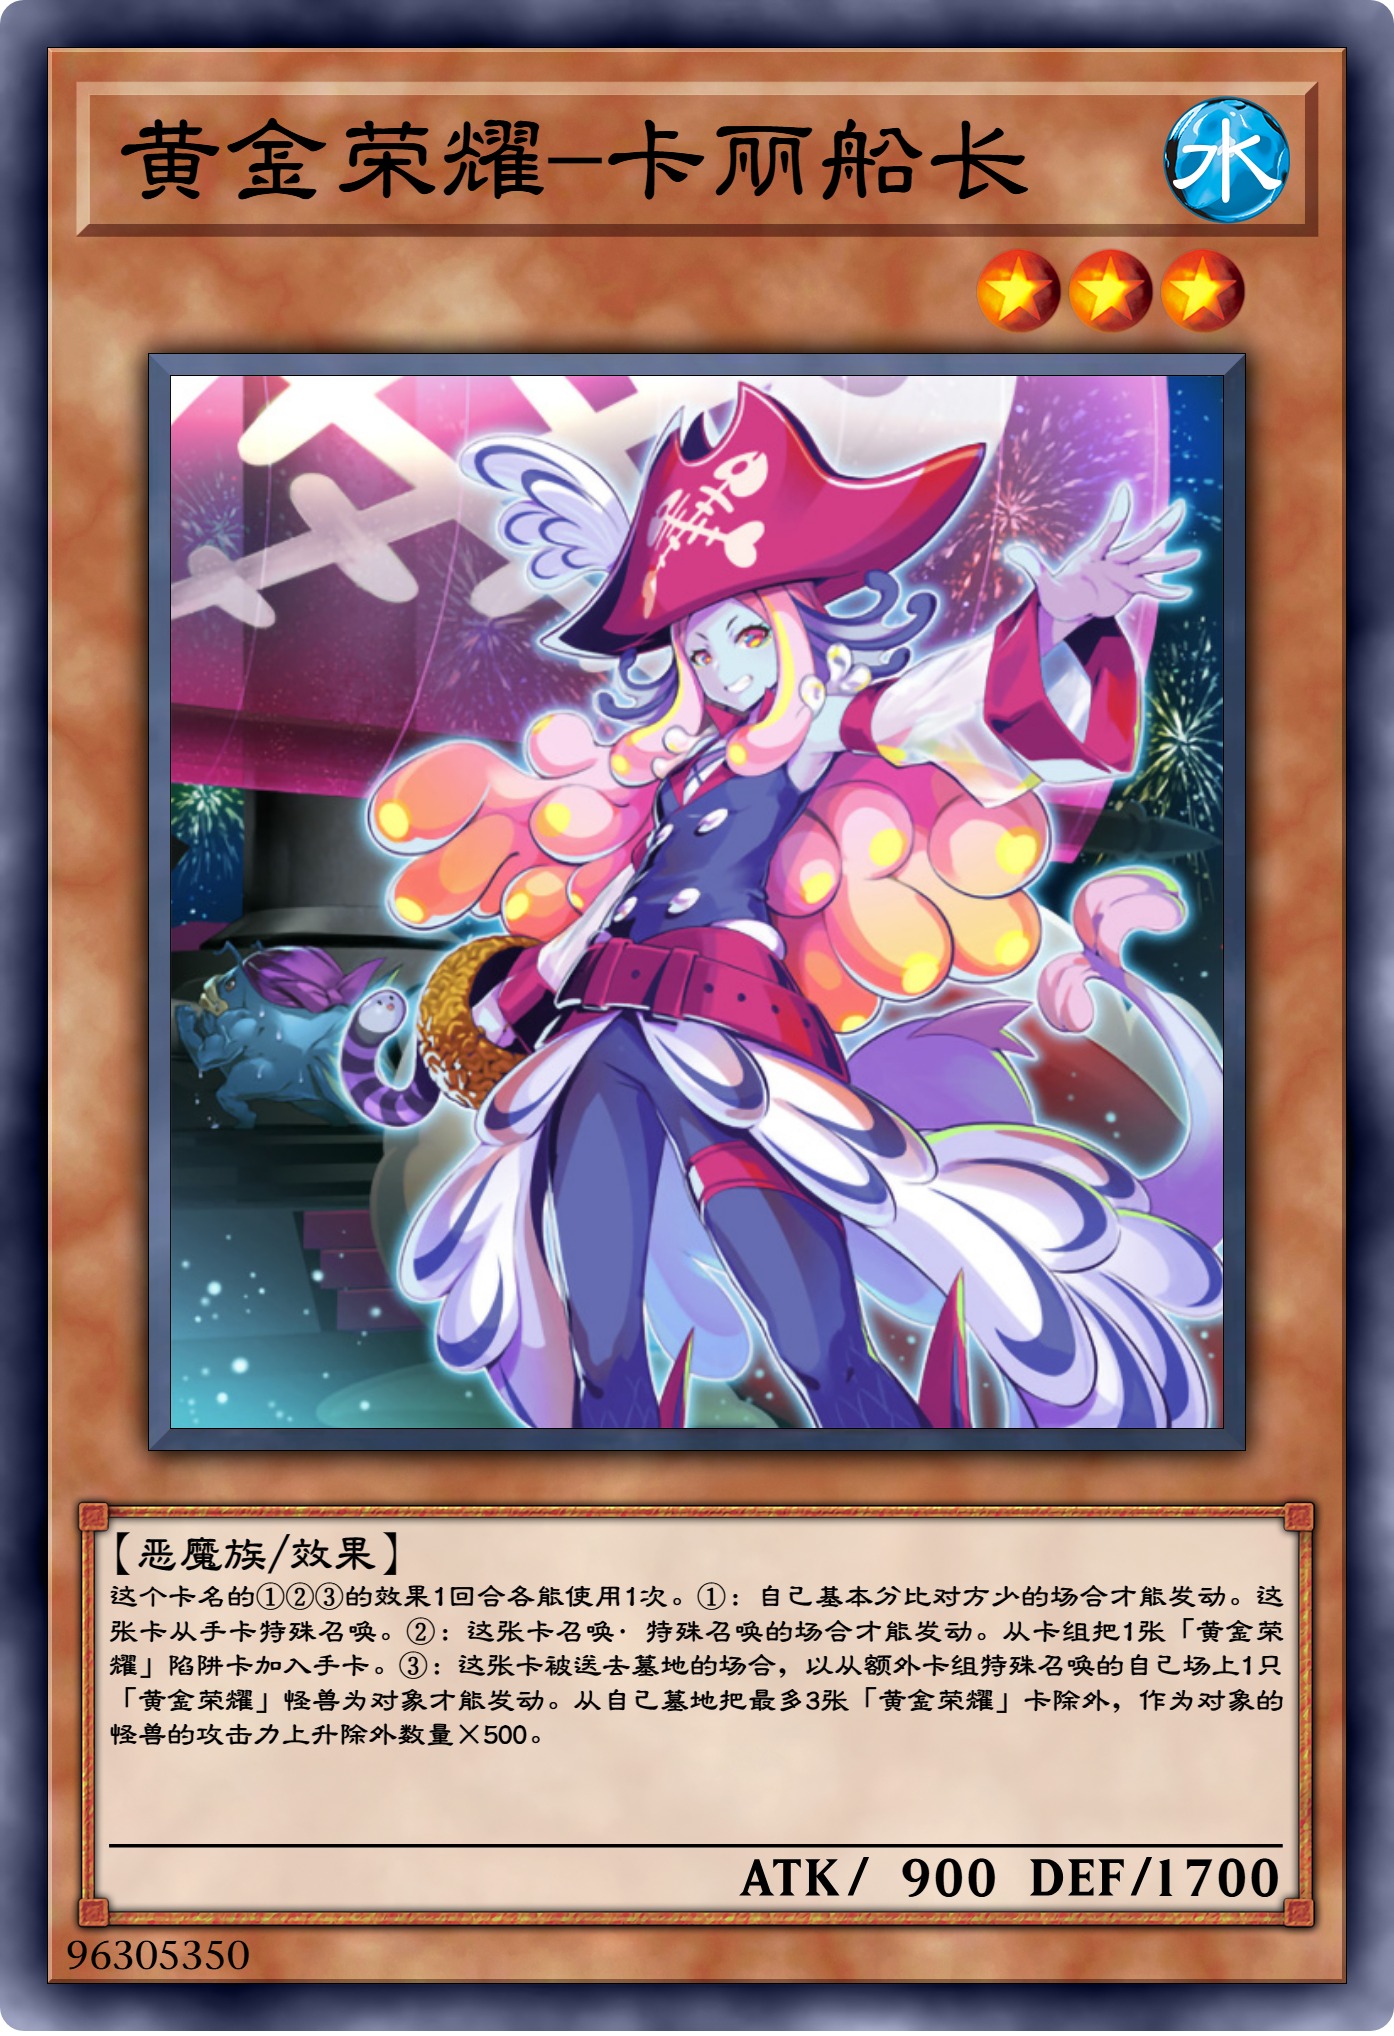 黄金荣耀-卡丽船长
水
【恶魔族/效果】
这个卡名的①②③的效果1回合各能使用1次。①：自己基本分比对方少的场合才能发动。这
张卡从手卡特殊召唤。②：这张卡召唤·特殊召唤的场合才能发动。从卡组把1张「黄金荣
耀」陷阱卡加入手卡。③：这张卡被送去墓地的场合，以从额外卡组特殊召唤的自己场上1只
「黄金荣耀」怪兽为对象才能发动。从自己墓地把最多3张「黄金荣耀」卡除外，作为对象的
怪兽的攻击力上升除外数量×500。
ATK/ 900 DEF/1700
96305350